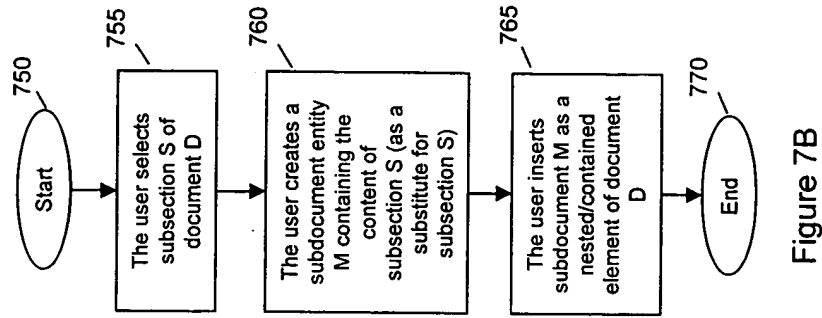 750
Start
755
The user selects
subsection S of
document D
760
The user creates a
subdocument entity
M containing the
content of
subsection S (as a
substitute for
subsection S)
765
The user inserts
subdocument M as a
nested/contained
element of document
D
770
End
Figure 7B